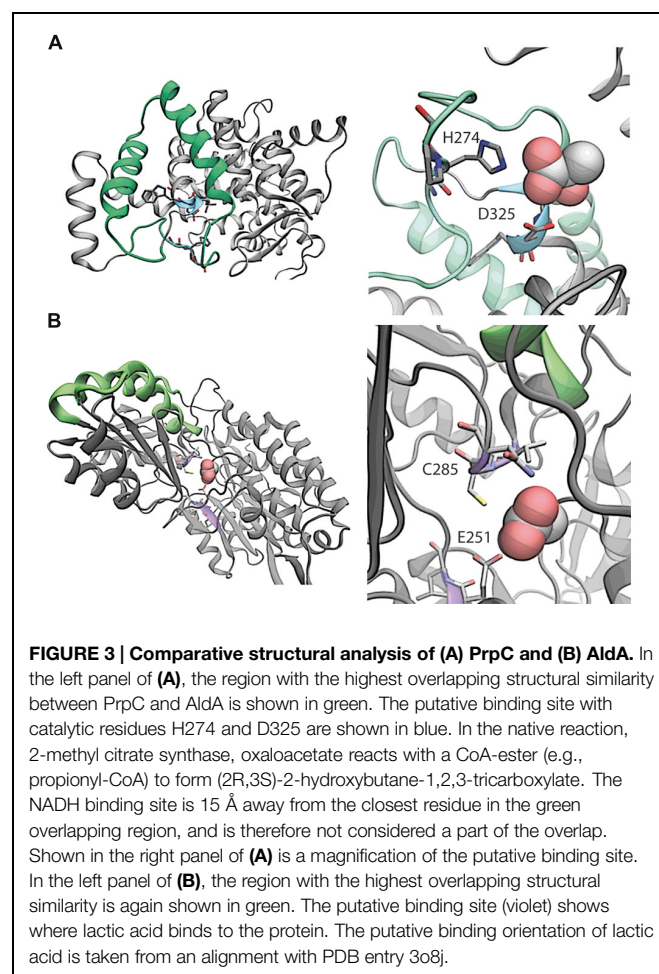 A
H274
D325
B
C285
E251
FIGURE 3 | Comparative structural analysis of (A) PrpC and (B) AldA. In
the left panel of (A), the region with the highest overlapping structural similarity
between PrpC and AldA is shown in green. The putative binding site with
catalytic residues H274 and D325 are shown in blue. In the native reaction,
2-methyl citrate synthase, oxaloacetate reacts with a CoA-ester (e.g.,
propionyl-CoA) to form (2R,3S)-2-hydroxybutane-1,2,3-tricarboxylate. The
NADH binding site is 15 Å away from the closest residue in the green
overlapping region, and is therefore not considered a part of the overlap.
Shown in the right panel of (A) is a magnification of the putative binding site.
In the left panel of (B), the region with the highest overlapping structural
similarity is again shown in green. The putative binding site (violet) shows
where lactic acid binds to the protein. The putative binding orientation of lactic
acid is taken from an alignment with PDB entry 3o8j.